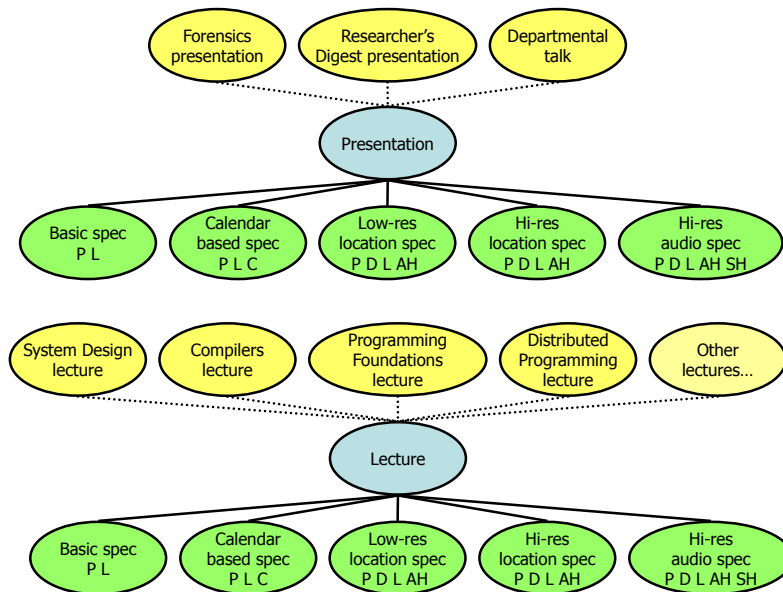 Forensics
presentation
Researcher's
Digest presentation
Departmental
talk
Presentation
Basic spec
P L
Calendar
based spec
P L C
Low-res
location spec
P D L AH
Hi-res
location spec
P D L AH
Hi-res
audio spec
P D L AH SH
System Design
lecture
Compilers
lecture
Programming
Foundations
lecture
Distributed
Programming
lecture
Other
lectures...
Lecture
Basic spec
P L
Calendar
based spec
P L C
Low-res
location spec
P D L AH
Hi-res
location spec
P D L AH
Hi-res
audio spec
P D L AH SH